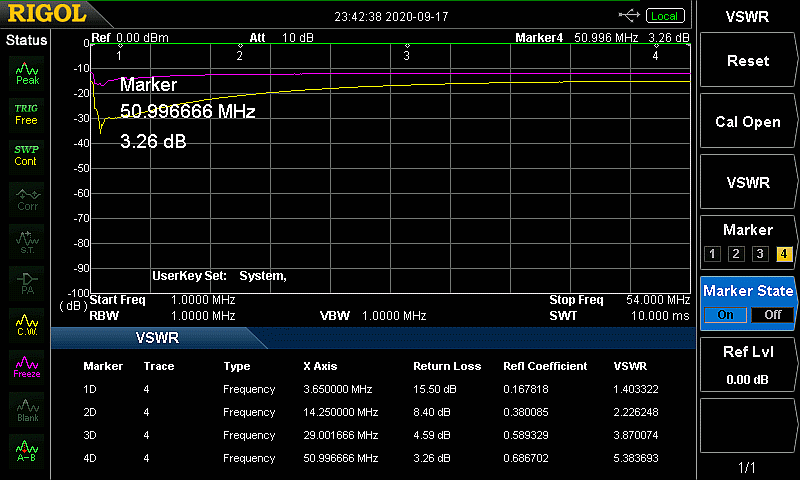 RIGOL
23:42:38 2020-09-17
Local
VSWR
Status
Ref 0.00 dBm
Att 10 dB
Marker4 50.996 MHz 3.26 dB
Peak
TRIG
Free
SWP
Cont
Corr
S.T.
PA
C.W.
Freeze
Blank
A-B
0
-10
-20
-30
-40
-50
-60
-70
-80
-90
-100
(dB)
1
2
3
4
Marker
50.996666 MHz
3.26 dB
UserKey Set: System,
Start Freq 1.0000 MHz
Stop Freq 54.000 MHz
RBW 1.0000 MHz
VBW 1.0000 MHz
SWT 10.000 ms
VSWR
Marker Trace Type X Axis Return Loss Refl Coefficient VSWR
1D 4 Frequency 3.650000 MHz 15.50 dB 0.167818 1.403322
2D 4 Frequency 14.250000 MHz 8.40 dB 0.380085 2.226248
3D 4 Frequency 29.001666 MHz 4.59 dB 0.589329 3.870074
4D 4 Frequency 50.996666 MHz 3.26 dB 0.686702 5.383693
Reset
Cal Open
VSWR
Marker
1 2 3 4
Marker State
On Off
Ref Lvl
0.00 dB
1/1